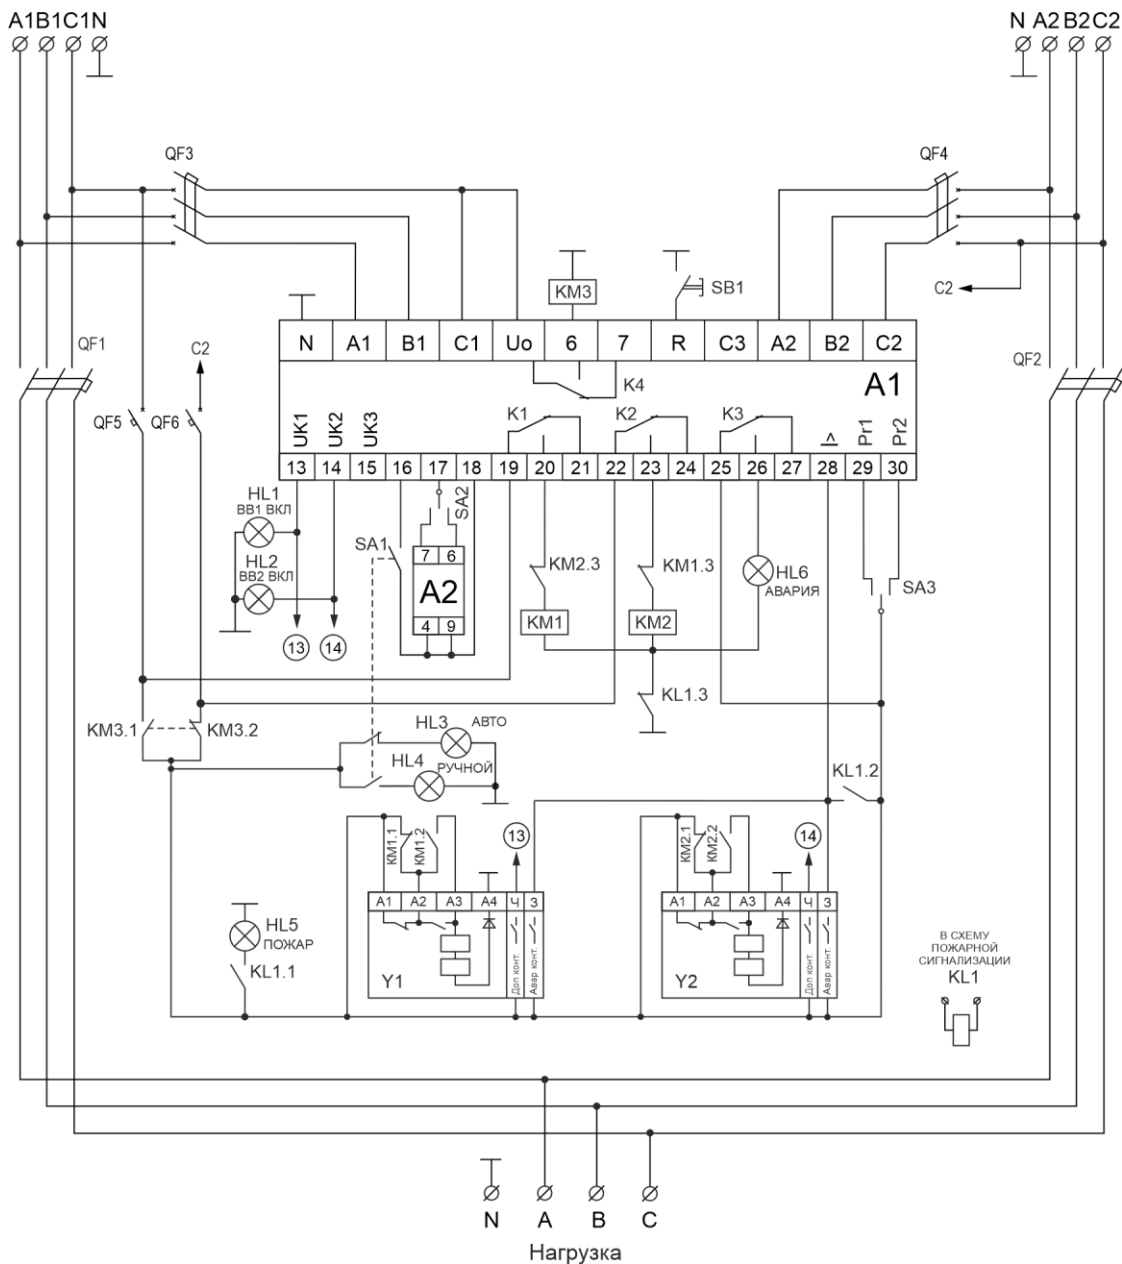 A1 B1 C1 N
N A2 B2 C2
QF3
QF4
KM3
SB1
C2
N A1 B1 C1 Uo 6 7 R C3 A2 B2 C2
QF1
C2
K4
A1
QF2
QF5
QF6
UK1 UK2 UK3
K1
K2
K3
I> Pr1 Pr2
13 14 15 16 17 18 19 20 21 22 23 24 25 26 27 28 29 30
HL1
ВВ1 ВКЛ
SA2
SA1
HL2
ВВ2 ВКЛ
7 6
A2
4 9
KM2.3
KM1.3
HL6
АВАРИЯ
SA3
KM1
KM2
13
14
KL1.3
KM3.1
KM3.2
HL3
АВТО
HL4
РУЧНОЙ
KL1.2
KM1.1
KM1.2
13
KM2.1
KM2.2
14
A1 A2 A3 A4 Ч З
A1 A2 A3 A4 Ч З
HL5
ПОЖАР
KL1.1
Y1
Доп конт.
Авар конт.
Y2
Доп конт.
Авар конт.
В СХЕМУ
ПОЖАРНОЙ
СИГНАЛИЗАЦИИ
KL1
N A B C
Нагрузка